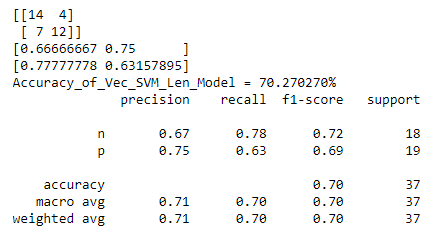 [[14  4]
 [ 7 12]]
[0.66666667 0.75      ]
[0.77777778 0.63157895]
Accuracy_of_Vec_SVM_Len_Model = 70.270270%
              precision    recall  f1-score   support

           n       0.67      0.78      0.72        18
           p       0.75      0.63      0.69        19

    accuracy                           0.70        37
   macro avg       0.71      0.70      0.70        37
weighted avg       0.71      0.70      0.70        37